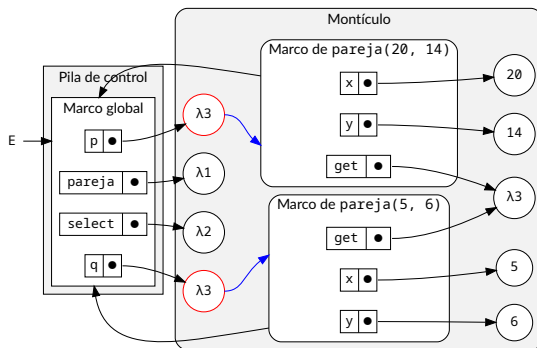 Montículo
Pila de control
Marco global
E
p
pareja
select
q
λ3
λ1
λ2
λ3
Marco de pareja(20, 14)
x
y
get
Marco de pareja(5, 6)
get
x
y
20
14
λ3
5
6